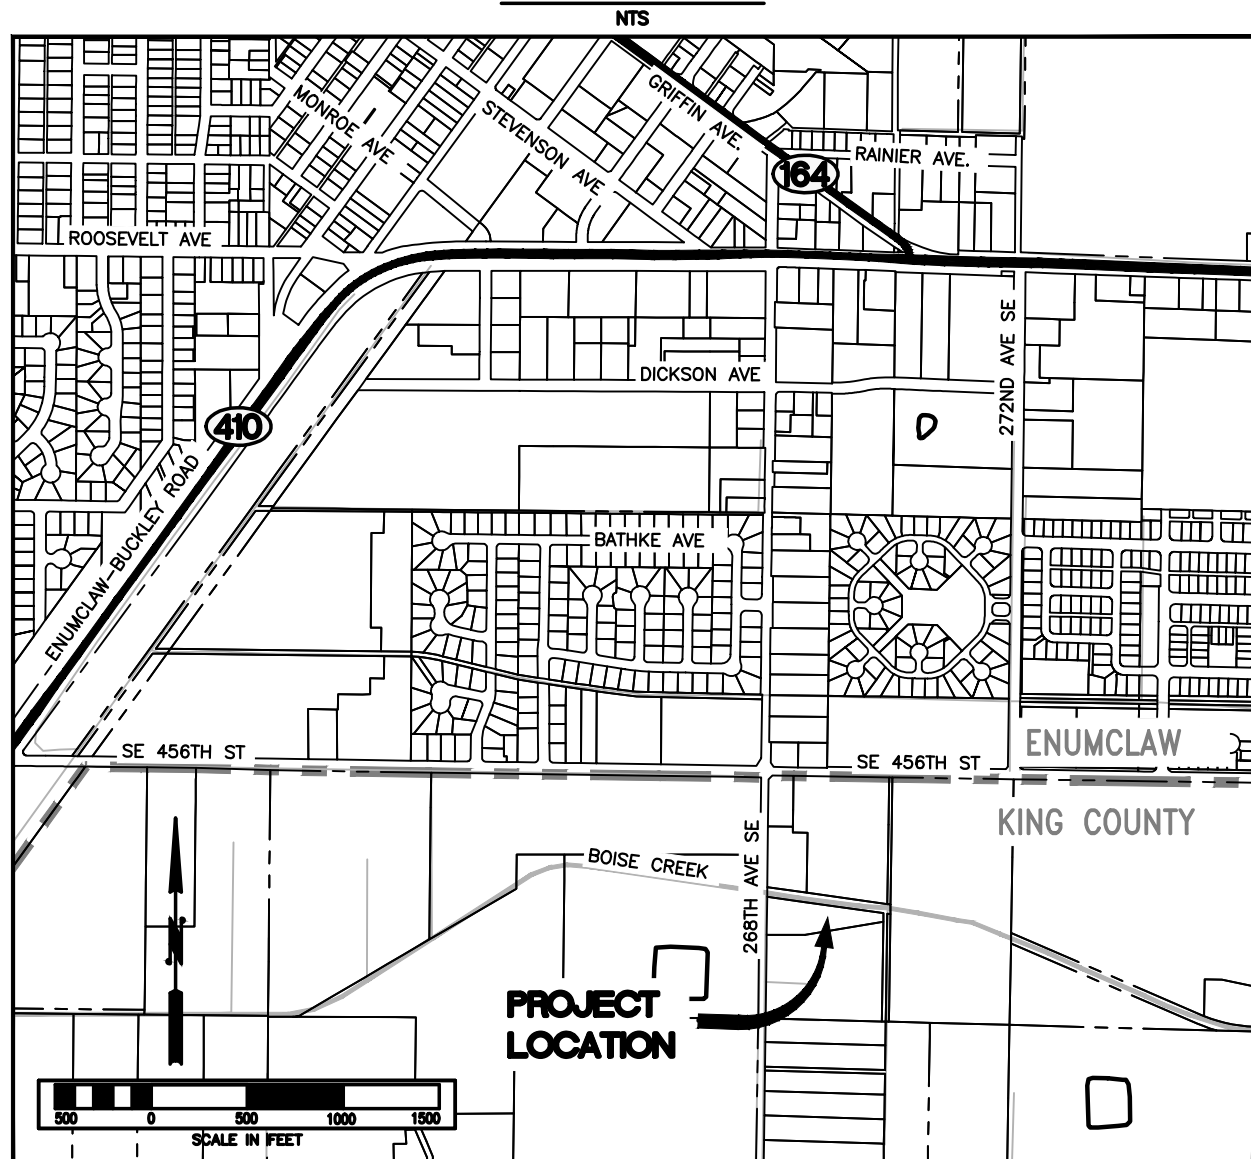 NTS
GRIFFIN AVE.
MONROE AVE
STEVENSON AVE
RAINIER AVE.
164
ROOSEVELT AVE
272ND AVE SE
DICKSON AVE
410
ENUMCLAW-BUCKLEY ROAD
BATHKE AVE
ENUMCLAW
SE 456TH ST
SE 456TH ST
KING COUNTY
BOISE CREEK
268TH AVE SE
N
PROJECT
LOCATION
500 0 500 1000 1500
SCALE IN FEET